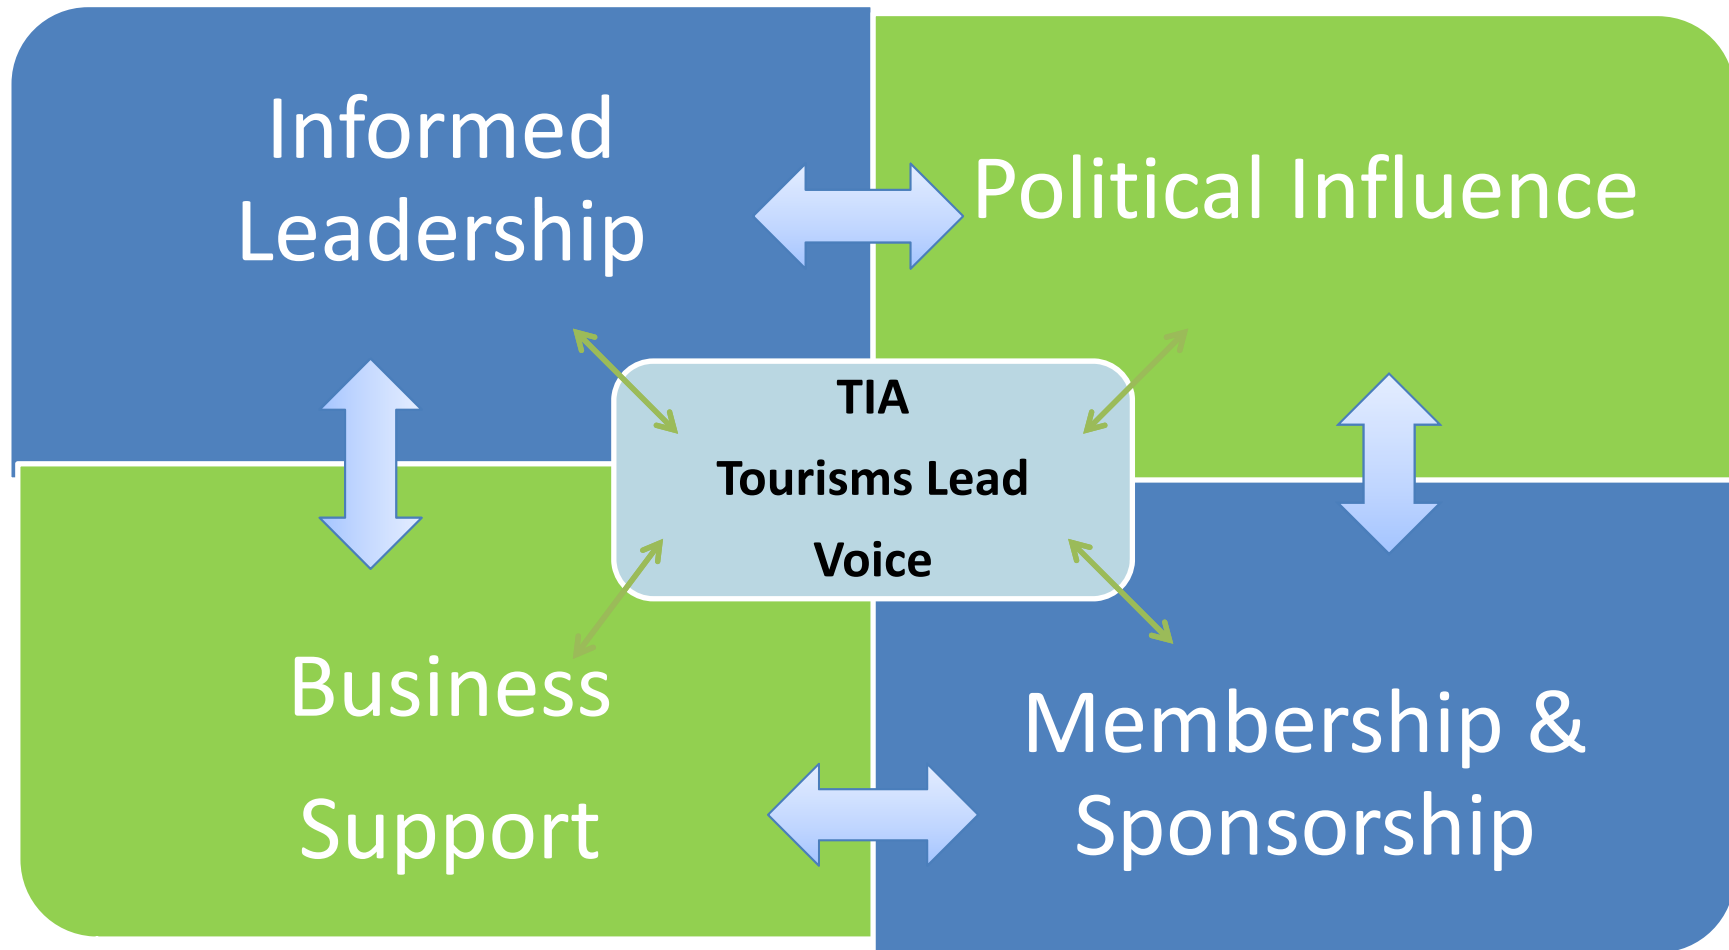 Informed
Leadership
Political Influence
TIA
Tourisms Lead
Voice
Business
Support
Membership &
Sponsorship